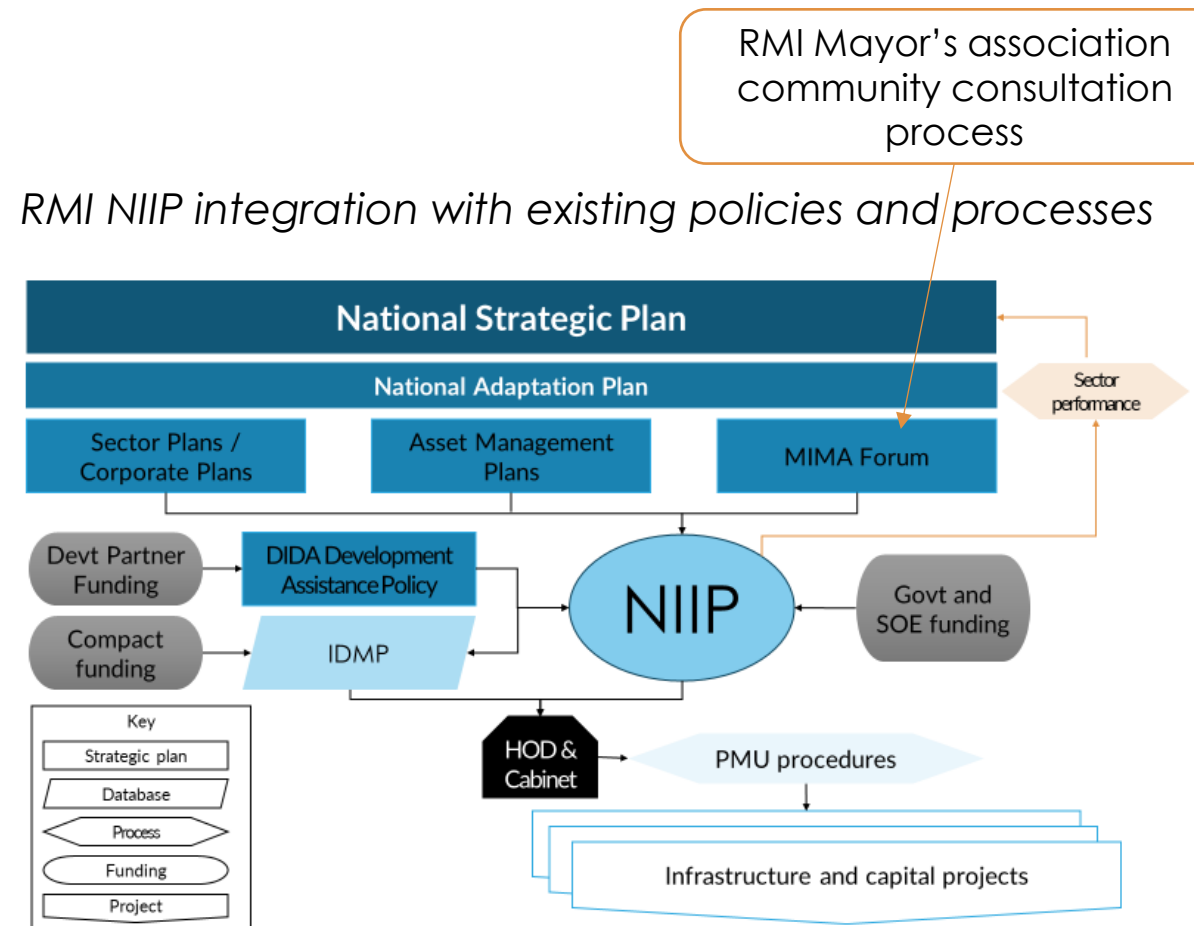 RMI Mayor’s association
community consultation
process
RMI NIIP integration with existing policies and processes
National Strategic Plan
National Adaptation Plan
Sector
performance
Sector Plans /
Corporate Plans
Asset Management
Plans
MIMA Forum
Devt Partner
Funding
DIDA Development
Assistance Policy
NIIP
Govt and
SOE funding
Compact
funding
IDMP
Key
Strategic plan
Database
Process
Funding
Project
HOD &
Cabinet
PMU procedures
Infrastructure and capital projects